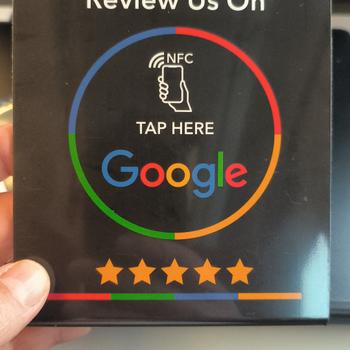 Review Us On
NFC
TAP HERE
Google